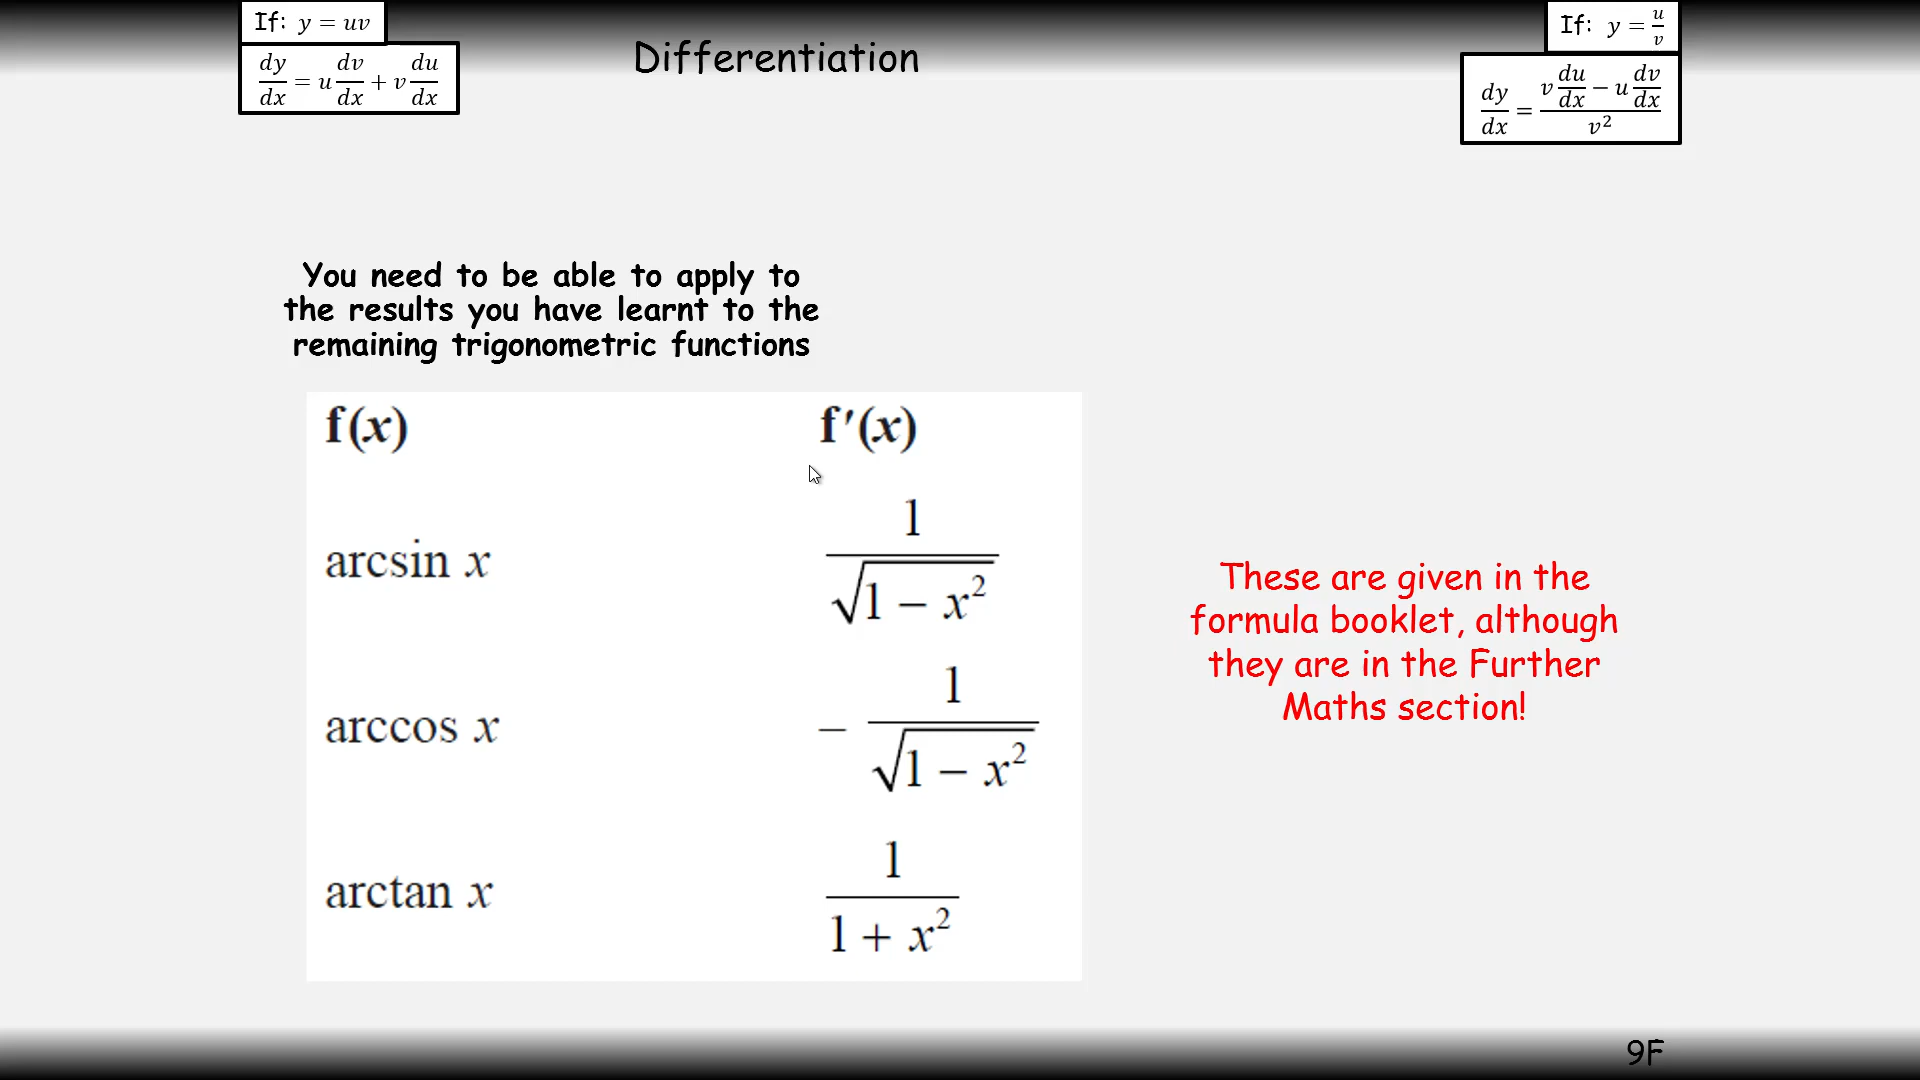 If: y = uv
dy/dx = u dv/dx + v du/dx
Differentiation
If: y = u/v
dy/dx = (v du/dx − u dv/dx)/v²
You need to be able to apply to
the results you have learnt to the
remaining trigonometric functions
f(x) f′(x)
arcsin x 1/√(1 − x²)
arccos x − 1/√(1 − x²)
arctan x 1/(1 + x²)
These are given in the
formula booklet, although
they are in the Further
Maths section!
9F